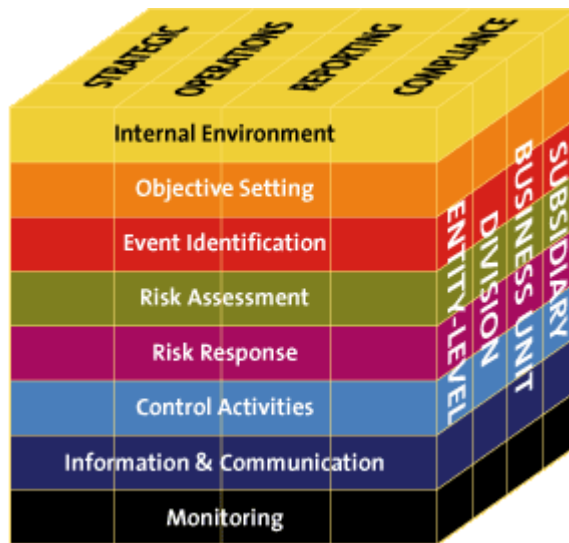 STRATEGIC
OPERATIONS
REPORTING
COMPLIANCE
Internal Environment
Objective Setting
Event Identification
Risk Assessment
Risk Response
Control Activities
Information & Communication
Monitoring
ENTITY-LEVEL
DIVISION
BUSINESS UNIT
SUBSIDIARY